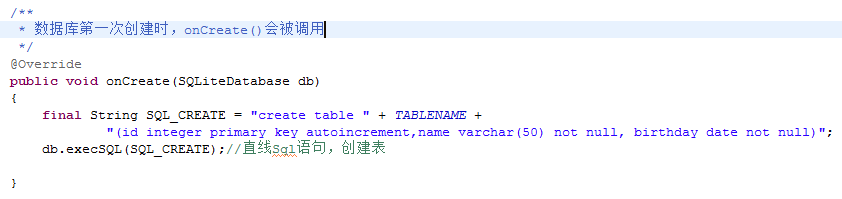 /**
 * 数据库第一次创建时，onCreate()会被调用
 */
@Override
public void onCreate(SQLiteDatabase db)
{
    final String SQL_CREATE = "create table " + TABLENAME +
            "(id integer primary key autoincrement,name varchar(50) not null, birthday date not null)";
    db.execSQL(SQL_CREATE);//直线Sql语句，创建表
}